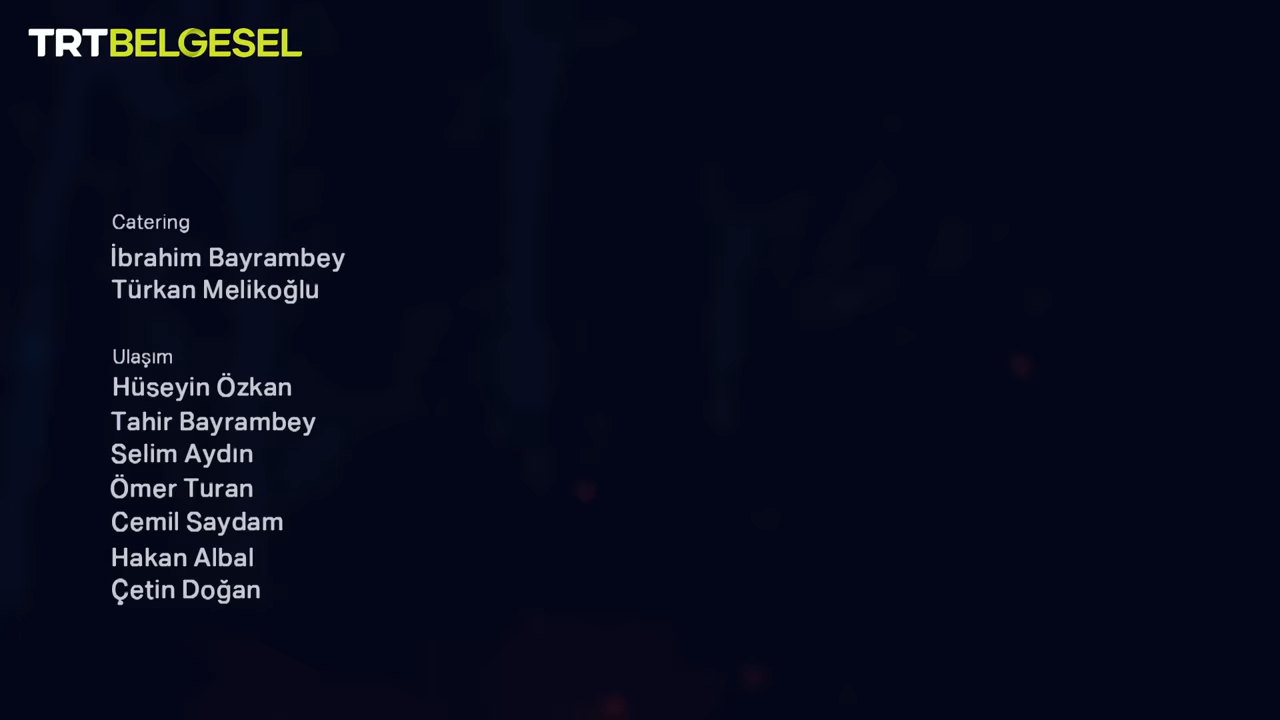 TRTBELGESEL
Catering
İbrahim Bayrambey
Türkan Melikoğlu
Ulaşım
Hüseyin Özkan
Tahir Bayrambey
Selim Aydın
Ömer Turan
Cemil Saydam
Hakan Albal
Çetin Doğan